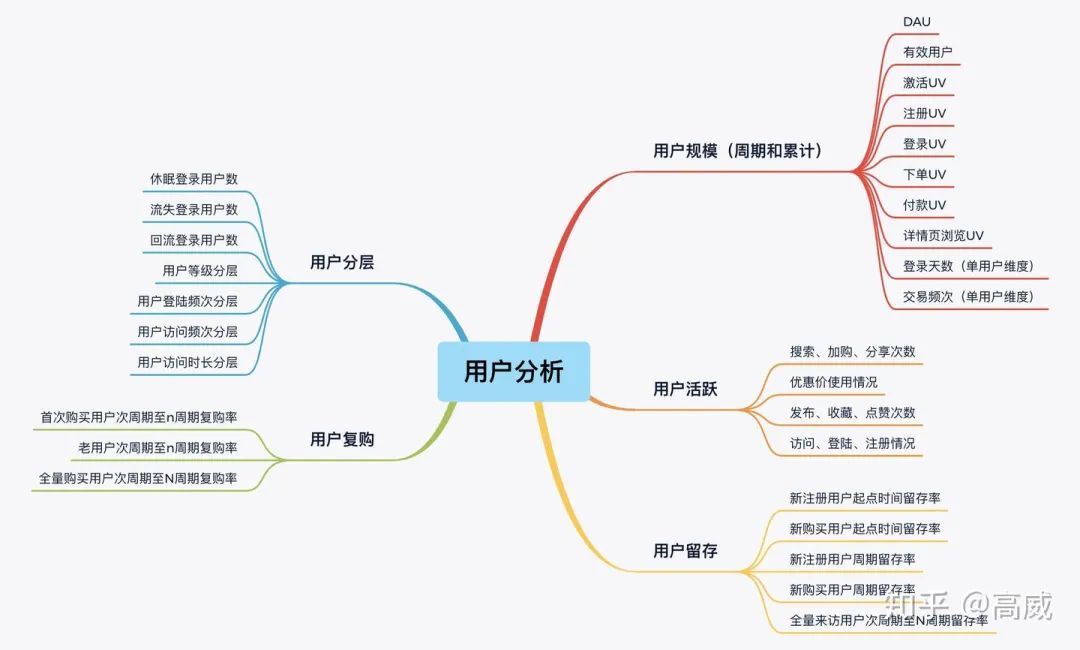 用户分析
用户规模（周期和累计）
DAU
有效用户
激活UV
注册UV
登录UV
下单UV
付款UV
详情页浏览UV
登录天数（单用户维度）
交易频次（单用户维度）
用户活跃
搜索、加购、分享次数
优惠价使用情况
发布、收藏、点赞次数
访问、登陆、注册情况
用户留存
新注册用户起点时间留存率
新购买用户起点时间留存率
新注册用户周期留存率
新购买用户周期留存率
全量来访用户次周期至N周期留存率
用户分层
休眠登录用户数
流失登录用户数
回流登录用户数
用户等级分层
用户登陆频次分层
用户访问频次分层
用户访问时长分层
用户复购
首次购买用户次周期至n周期复购率
老用户次周期至n周期复购率
全量购买用户次周期至N周期复购率
知乎 @高威